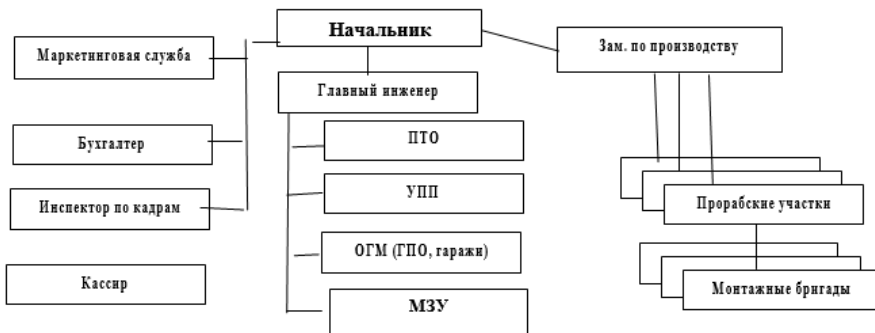 Начальник
Маркетинговая служба
Зам. по производству
Главный инженер
Бухгалтер
ПТО
УПП
Инспектор по кадрам
Прорабские участки
ОГМ (ГПО, гаражи)
Кассир
МЗУ
Монтажные бригады